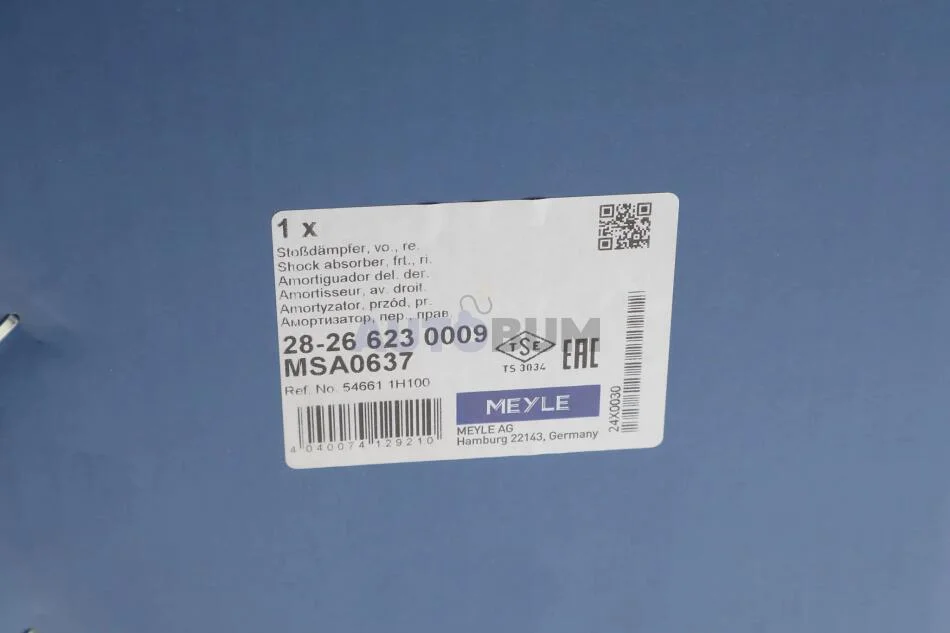 1 x
Stoßdämpfer, vo., re.
Shock absorber, frt., ri.
Amortiguador del. der.
Amortisseur, av. droit.
Amortyzator, przód, pr.
Амортизатор, пер., прав
AUTOBUM
28-26 623 0009
MSA0637
TSE
TS 3034
EAC
Ref. No. 54661 1H100
MEYLE
MEYLE AG
Hamburg 22143, Germany
4 040074 129210
24X0030